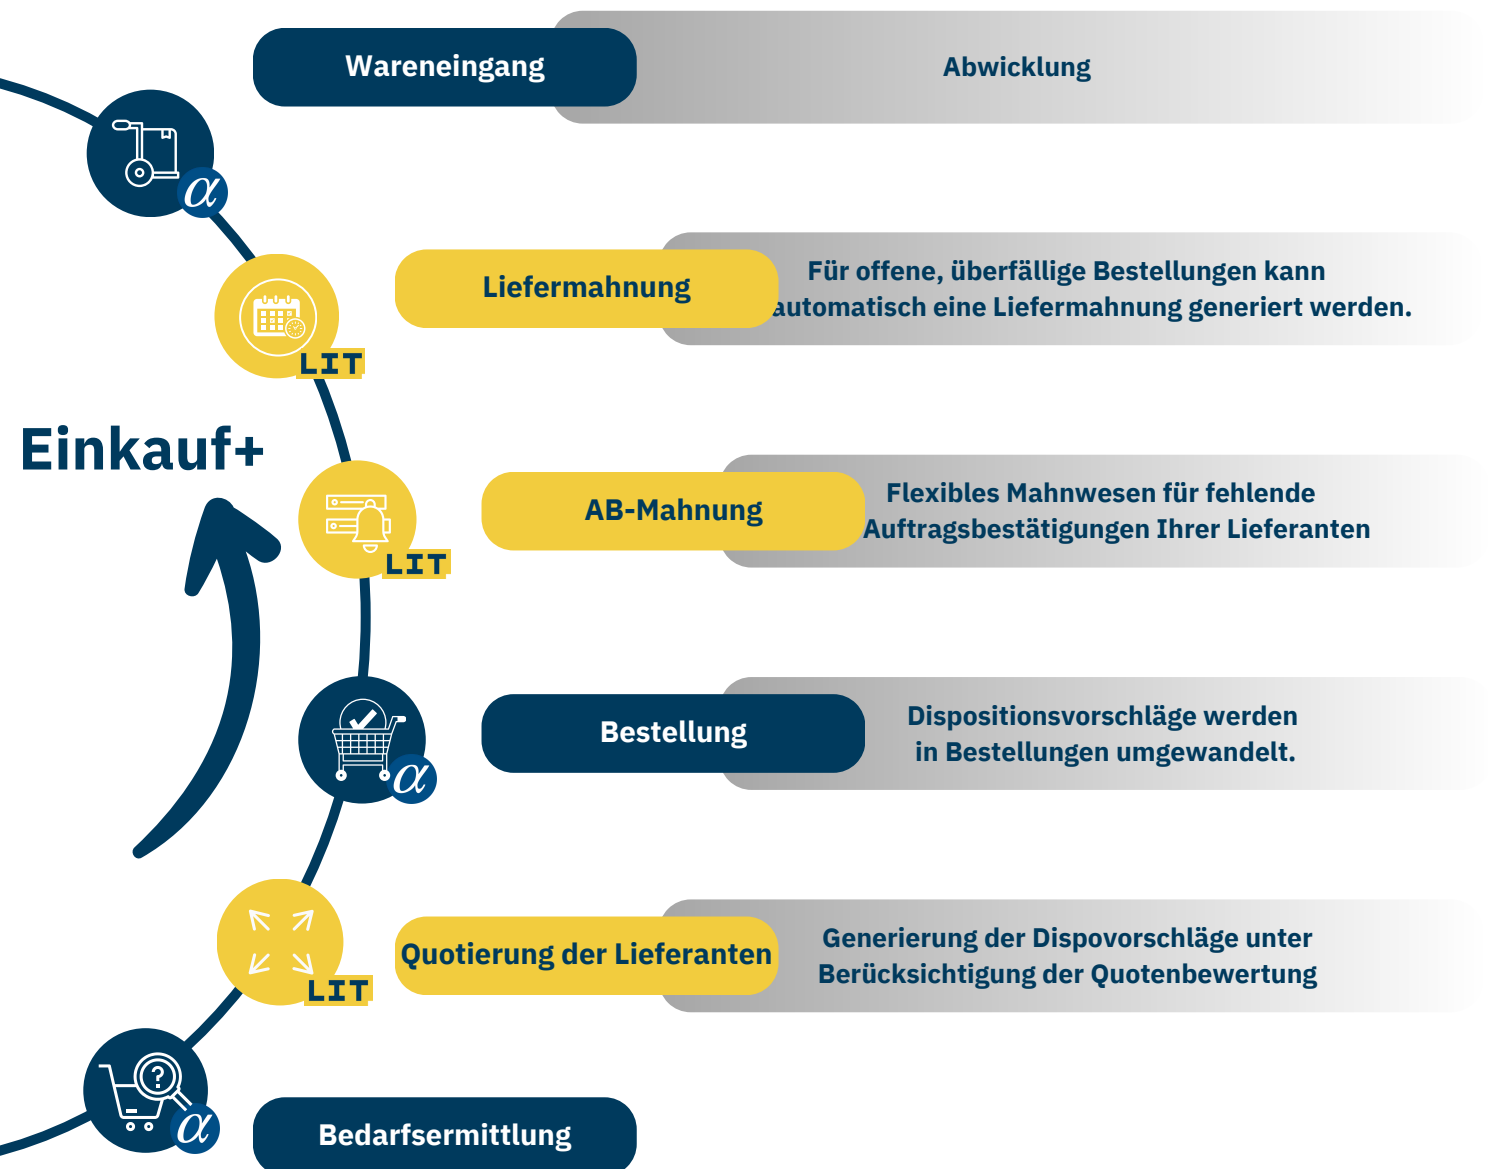 Wareneingang
Abwicklung
α
Liefermahnung
Für offene, überfällige Bestellungen kann
automatisch eine Liefermahnung generiert werden.
LIT
Einkauf+
AB-Mahnung
Flexibles Mahnwesen für fehlende
Auftragsbestätigungen Ihrer Lieferanten
LIT
Bestellung
Dispositionsvorschläge werden
in Bestellungen umgewandelt.
α
Quotierung der Lieferanten
Generierung der Dispovorschläge unter
Berücksichtigung der Quotenbewertung
LIT
?
α
Bedarfsermittlung